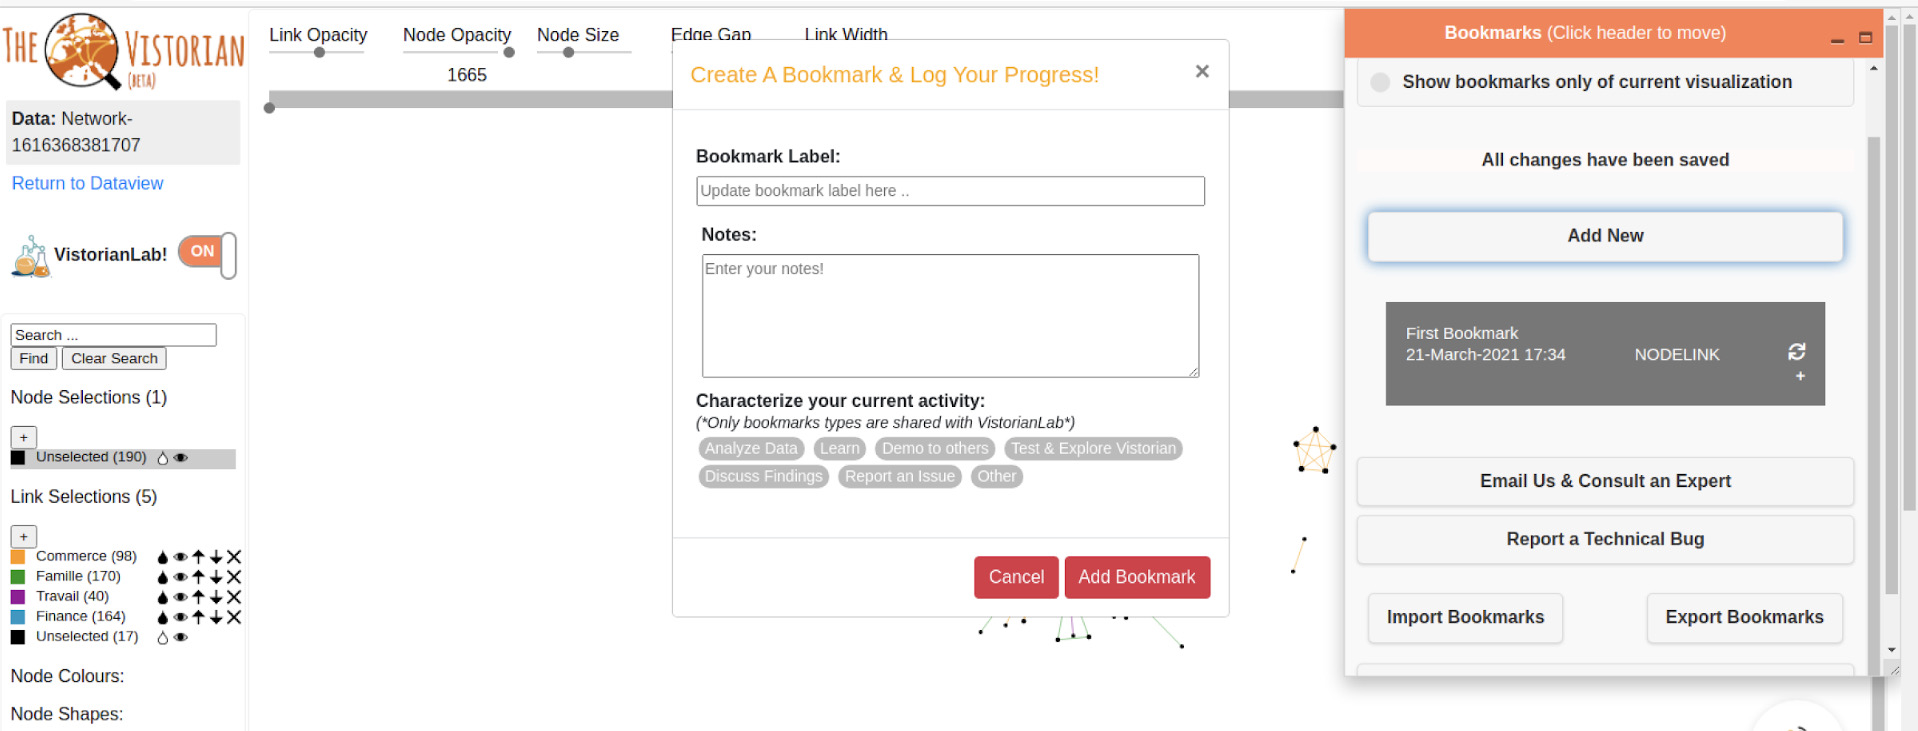 THE VISTORIAN
(BETA)
Data: Network-
1616368381707
Return to Dataview
VistorianLab!
ON
Search ...
Find
Clear Search
Node Selections (1)
+
Unselected (190)
Link Selections (5)
+
Commerce (98)
Famille (170)
Travail (40)
Finance (164)
Unselected (17)
Node Colours:
Node Shapes:
Link Opacity
Node Opacity
Node Size
Edge Gap
Link Width
1665
Create A Bookmark & Log Your Progress!
×
Bookmark Label:
Update bookmark label here ..
Notes:
Enter your notes!
Characterize your current activity:
(*Only bookmarks types are shared with VistorianLab*)
Analyze Data
Learn
Demo to others
Test & Explore Vistorian
Discuss Findings
Report an Issue
Other
Cancel
Add Bookmark
Bookmarks (Click header to move)
Show bookmarks only of current visualization
All changes have been saved
Add New
First Bookmark
21-March-2021 17:34
NODELINK
+
Email Us & Consult an Expert
Report a Technical Bug
Import Bookmarks
Export Bookmarks